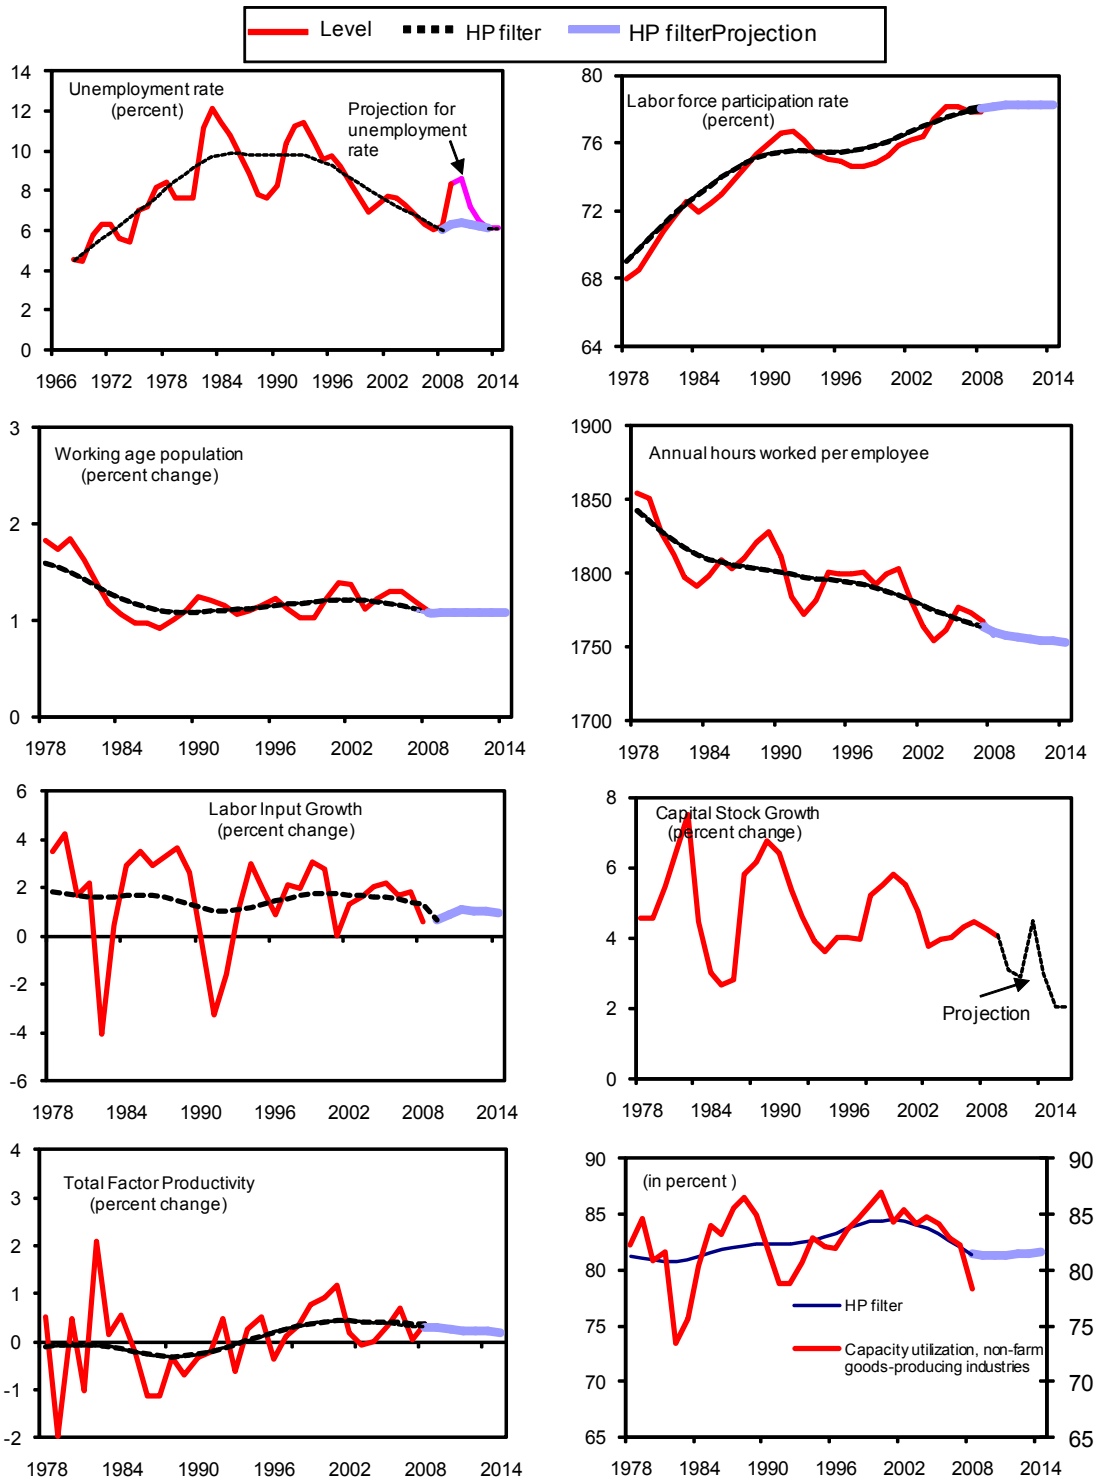 Level HP filter HP filterProjection
14
12
10
8
6
4
2
0
Unemployment rate
(percent)
Projection for
unemployment
rate
1966 1972 1978 1984 1990 1996 2002 2008 2014
80
76
72
68
64
Labor force participation rate
(percent)
1978 1984 1990 1996 2002 2008 2014
3
2
1
0
Working age population
(percent change)
1978 1984 1990 1996 2002 2008 2014
1900
1850
1800
1750
1700
Annual hours worked per employee
1978 1984 1990 1996 2002 2008 2014
6
4
2
0
-2
-4
-6
Labor Input Growth
(percent change)
1978 1984 1990 1996 2002 2008 2014
8
6
4
2
0
Capital Stock Growth
(percent change)
Projection
1978 1984 1990 1996 2002 2008 2014
4
3
2
1
0
-1
-2
Total Factor Productivity
(percent change)
1978 1984 1990 1996 2002 2008 2014
90
85
80
75
70
65
(in percent )
HP filter
Capacity utilization, non-farm
goods-producing industries
90
85
80
75
70
65
1978 1984 1990 1996 2002 2008 2014